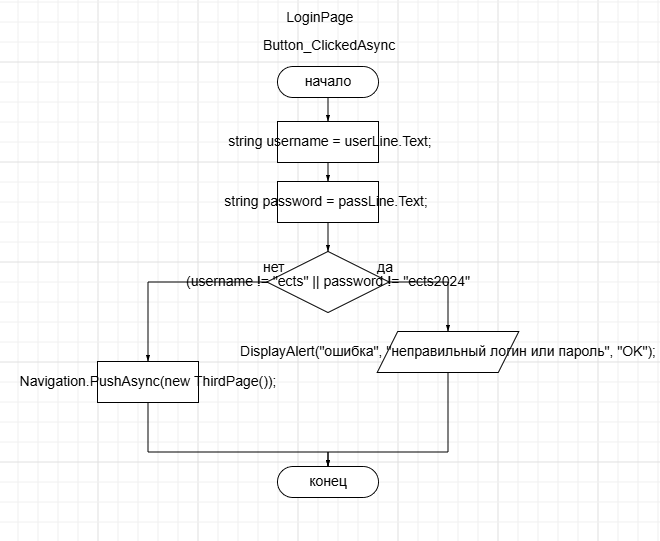 LoginPage
Button_ClickedAsync
начало
string username = userLine.Text;
string password = passLine.Text;
нет
да
(username != "ects" || password != "ects2024"
DisplayAlert("ошибка", "неправильный логин или пароль", "OK");
Navigation.PushAsync(new ThirdPage());
конец